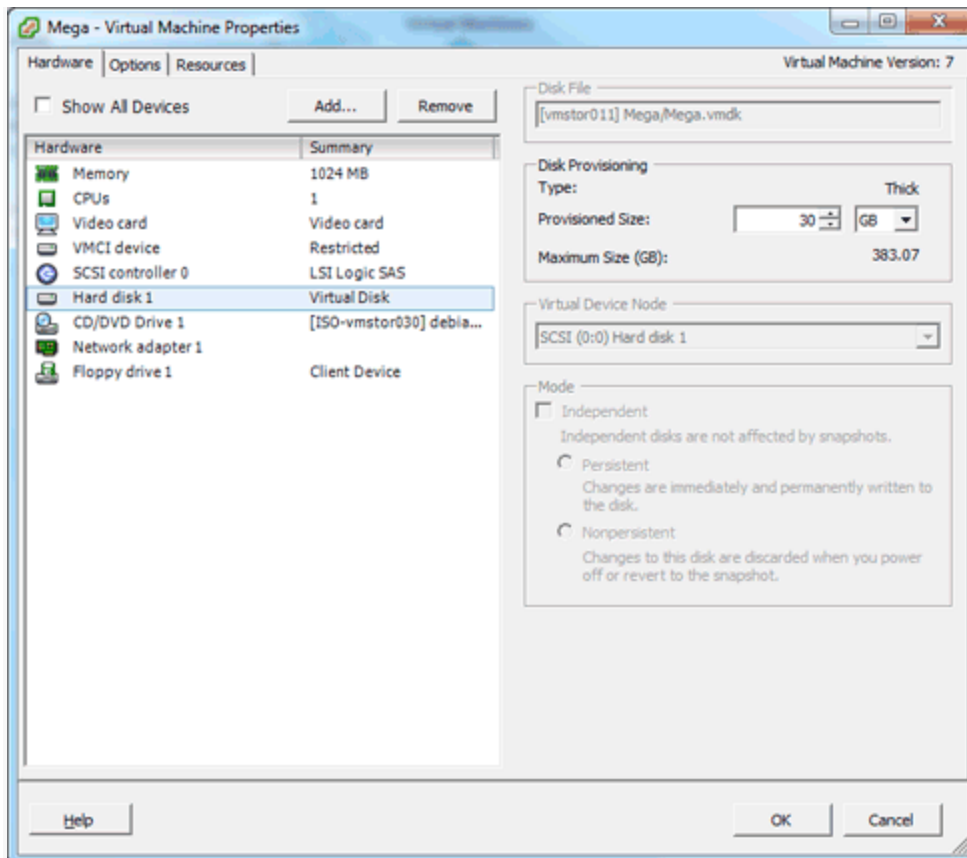 Mega - Virtual Machine Properties
Hardware Options Resources
Virtual Machine Version: 7
Show All Devices
Add...
Remove
Hardware Summary
Memory 1024 MB
CPUs 1
Video card Video card
VMCI device Restricted
SCSI controller 0 LSI Logic SAS
Hard disk 1 Virtual Disk
CD/DVD Drive 1 [ISO-vmstor030] debia...
Network adapter 1
Floppy drive 1 Client Device
Disk File
[vmstor011] Mega/Mega.vmdk
Disk Provisioning
Type: Thick
Provisioned Size: 30 GB
Maximum Size (GB): 383.07
Virtual Device Node
SCSI (0:0) Hard disk 1
Mode
Independent
Independent disks are not affected by snapshots.
Persistent
Changes are immediately and permanently written to
the disk.
Nonpersistent
Changes to this disk are discarded when you power
off or revert to the snapshot.
Help
OK
Cancel